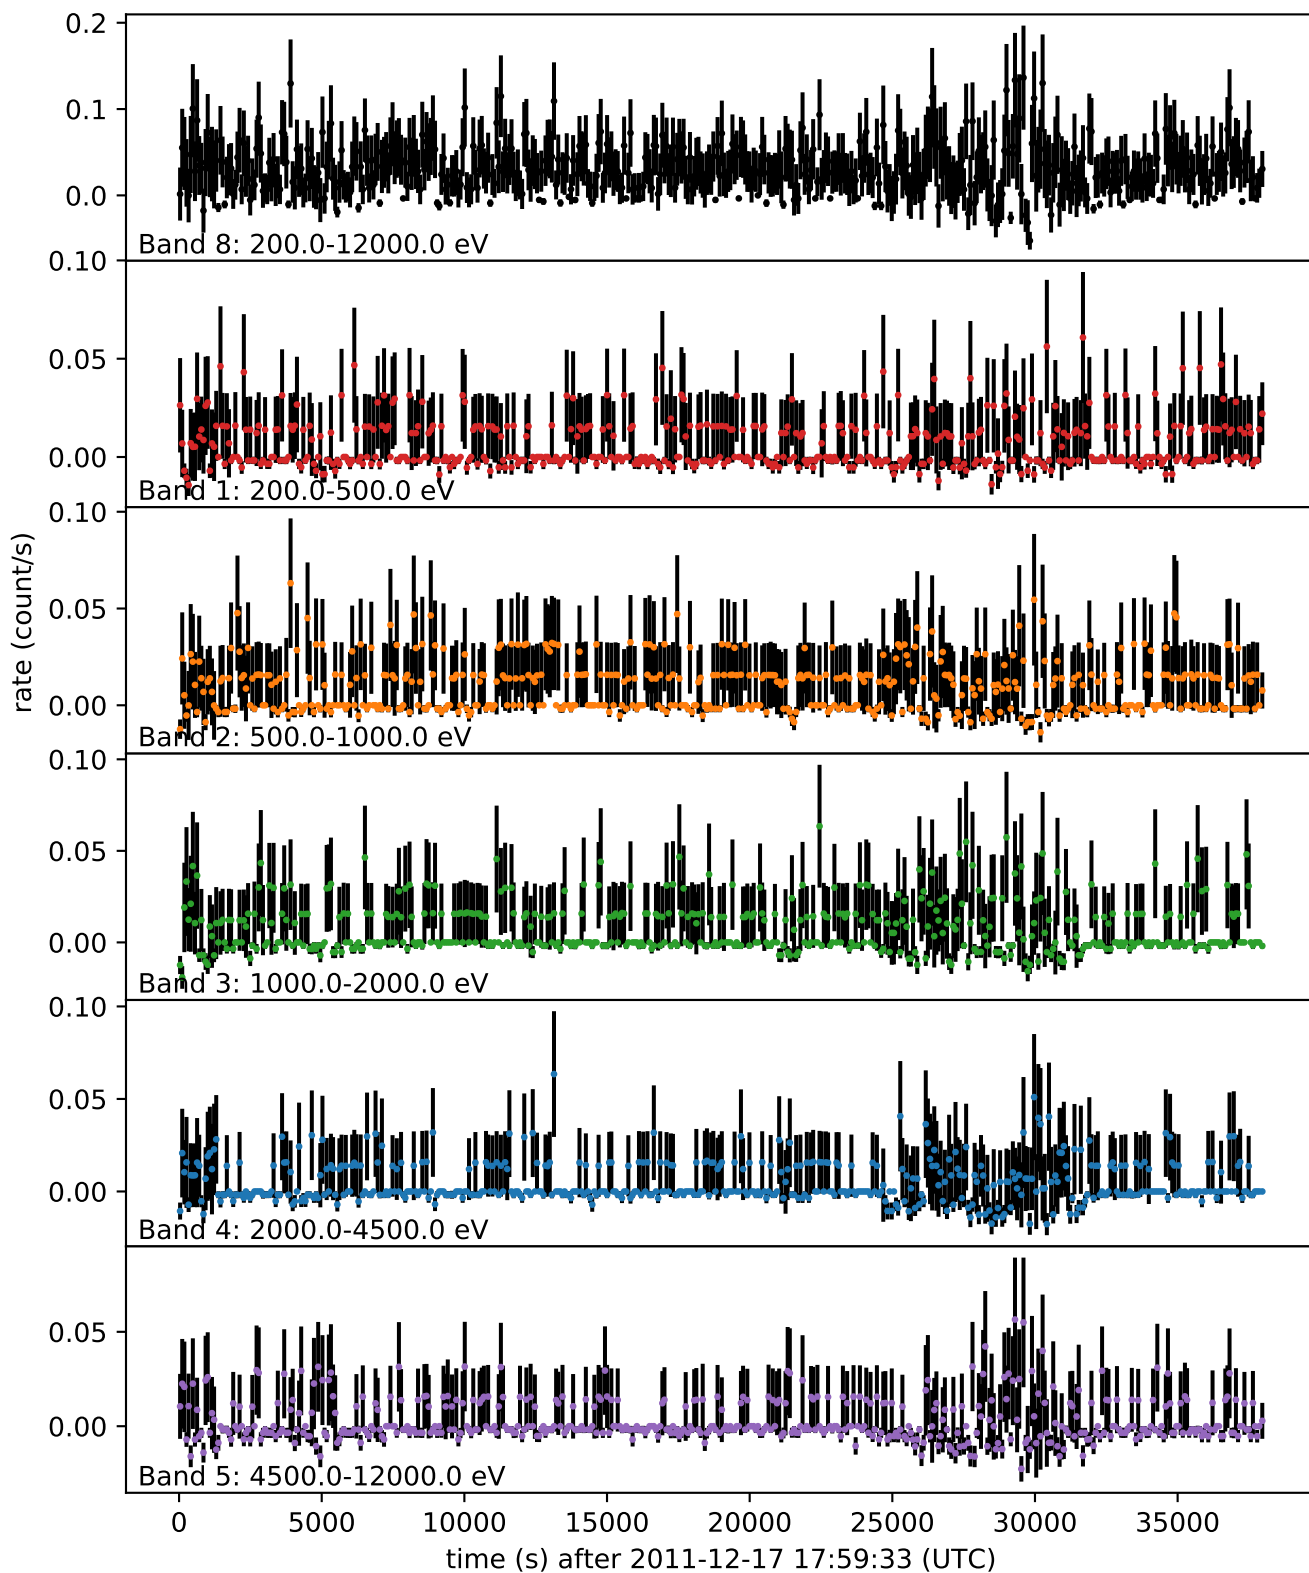 0.2
0.1
0.0
Band 8: 200.0-12000.0 eV
0.10
0.05
0.00
Band 1: 200.0-500.0 eV
0.10
0.05
0.00
Band 2: 500.0-1000.0 eV
rate (count/s)
0.10
0.05
0.00
Band 3: 1000.0-2000.0 eV
0.10
0.05
0.00
Band 4: 2000.0-4500.0 eV
0.05
0.00
Band 5: 4500.0-12000.0 eV
0 5000 10000 15000 20000 25000 30000 35000
time (s) after 2011-12-17 17:59:33 (UTC)